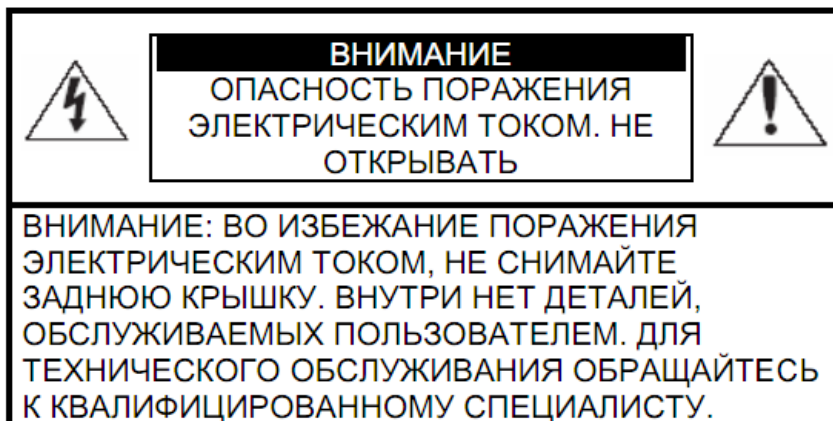 ВНИМАНИЕ
ОПАСНОСТЬ ПОРАЖЕНИЯ
ЭЛЕКТРИЧЕСКИМ ТОКОМ. НЕ
ОТКРЫВАТЬ
ВНИМАНИЕ: ВО ИЗБЕЖАНИЕ ПОРАЖЕНИЯ
ЭЛЕКТРИЧЕСКИМ ТОКОМ, НЕ СНИМАЙТЕ
ЗАДНЮЮ КРЫШКУ. ВНУТРИ НЕТ ДЕТАЛЕЙ,
ОБСЛУЖИВАЕМЫХ ПОЛЬЗОВАТЕЛЕМ. ДЛЯ
ТЕХНИЧЕСКОГО ОБСЛУЖИВАНИЯ ОБРАЩАЙТЕСЬ
К КВАЛИФИЦИРОВАННОМУ СПЕЦИАЛИСТУ.